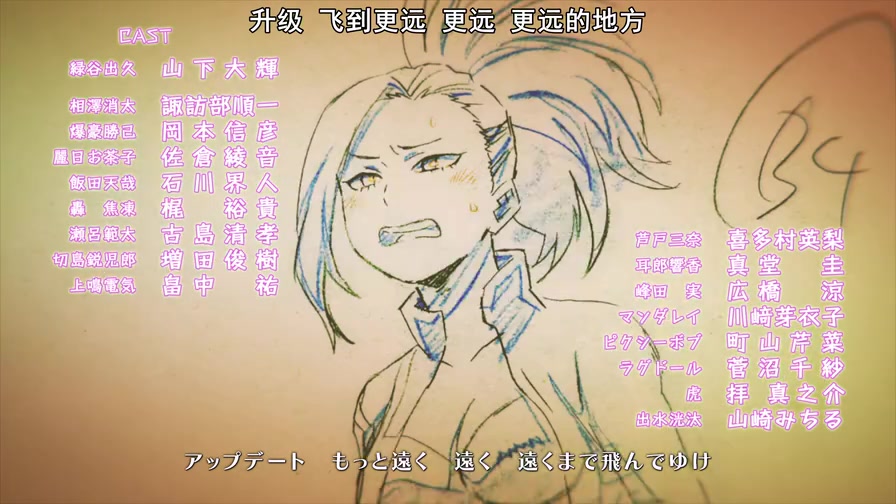 升级 飞到更远 更远 更远的地方
CAST
緑谷出久 山下大輝
相澤消太 諏訪部順一
爆豪勝己 岡本信彦
麗日お茶子 佐倉綾音
飯田天哉 石川界人
轟 焦凍 梶 裕貴
瀬呂範太 古島清孝
切島鋭児郎 増田俊樹
上鳴電気 畠中 祐
芦戸三奈 喜多村英梨
耳郎響香 真堂 圭
峰田 実 広橋 涼
マンダレイ 川﨑芽衣子
ピクシーボブ 町山芹菜
ラグドール 菅沼千紗
虎 拝 真之介
出水洸汰 山崎みちる
B4
アップデート もっと遠く 遠く 遠くまで飛んでゆけ